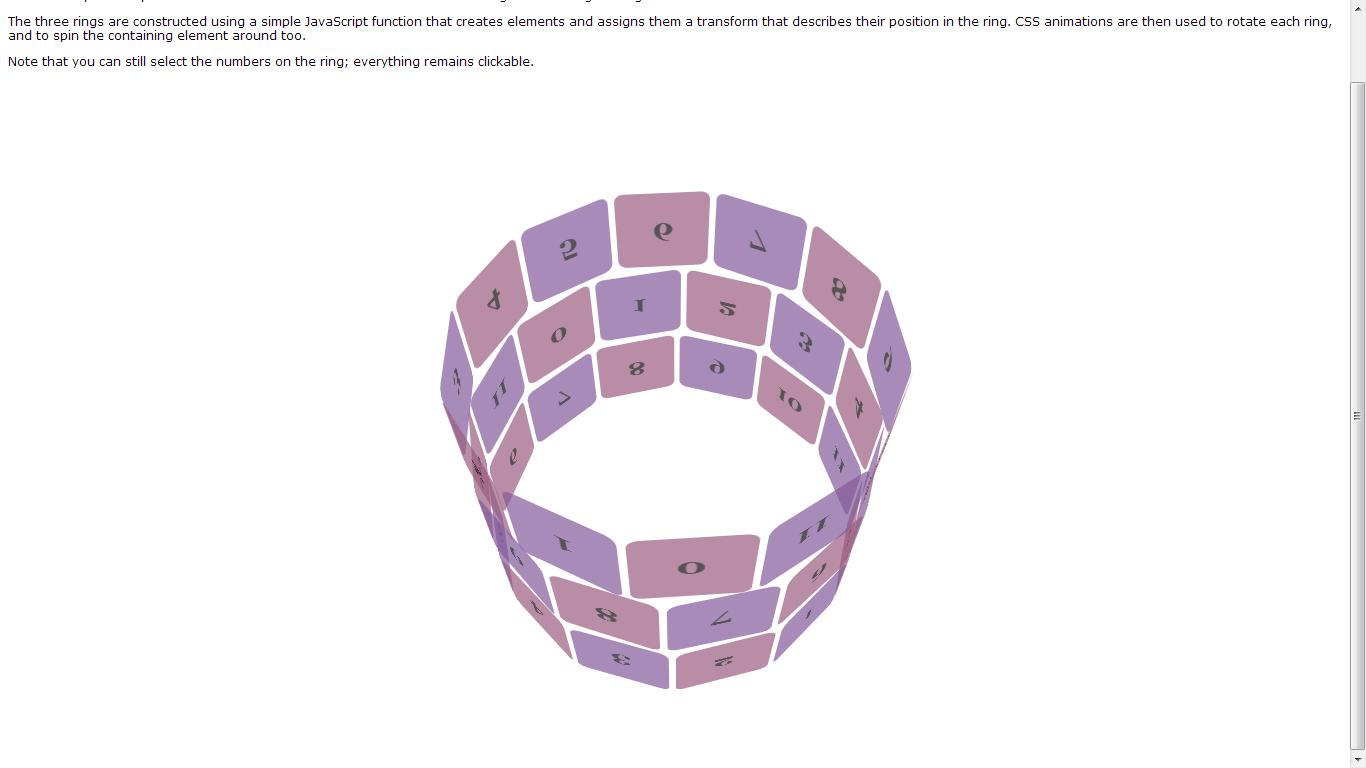 The three rings are constructed using a simple JavaScript function that creates elements and assigns them a transform that describes their position in the ring. CSS animations are then used to rotate each ring,
and to spin the containing element around too.
Note that you can still select the numbers on the ring; everything remains clickable.
5 6 7
4 8
0 1 2 3
11 4
7 8 9 10
6 11
1 0 11
8 7 6
3 2